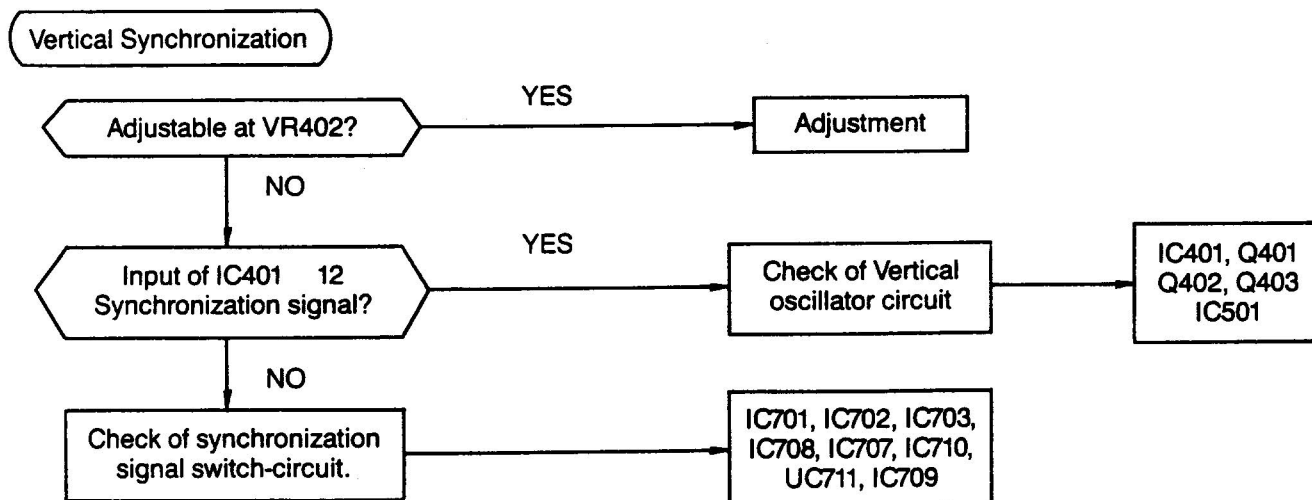 Vertical Synchronization
Adjustable at VR402?
YES
Adjustment
NO
Input of IC401 12
Synchronization signal?
YES
Check of Vertical
oscillator circuit
IC401, Q401
Q402, Q403
IC501
NO
Check of synchronization
signal switch-circuit.
IC701, IC702, IC703,
IC708, IC707, IC710,
UC711, IC709